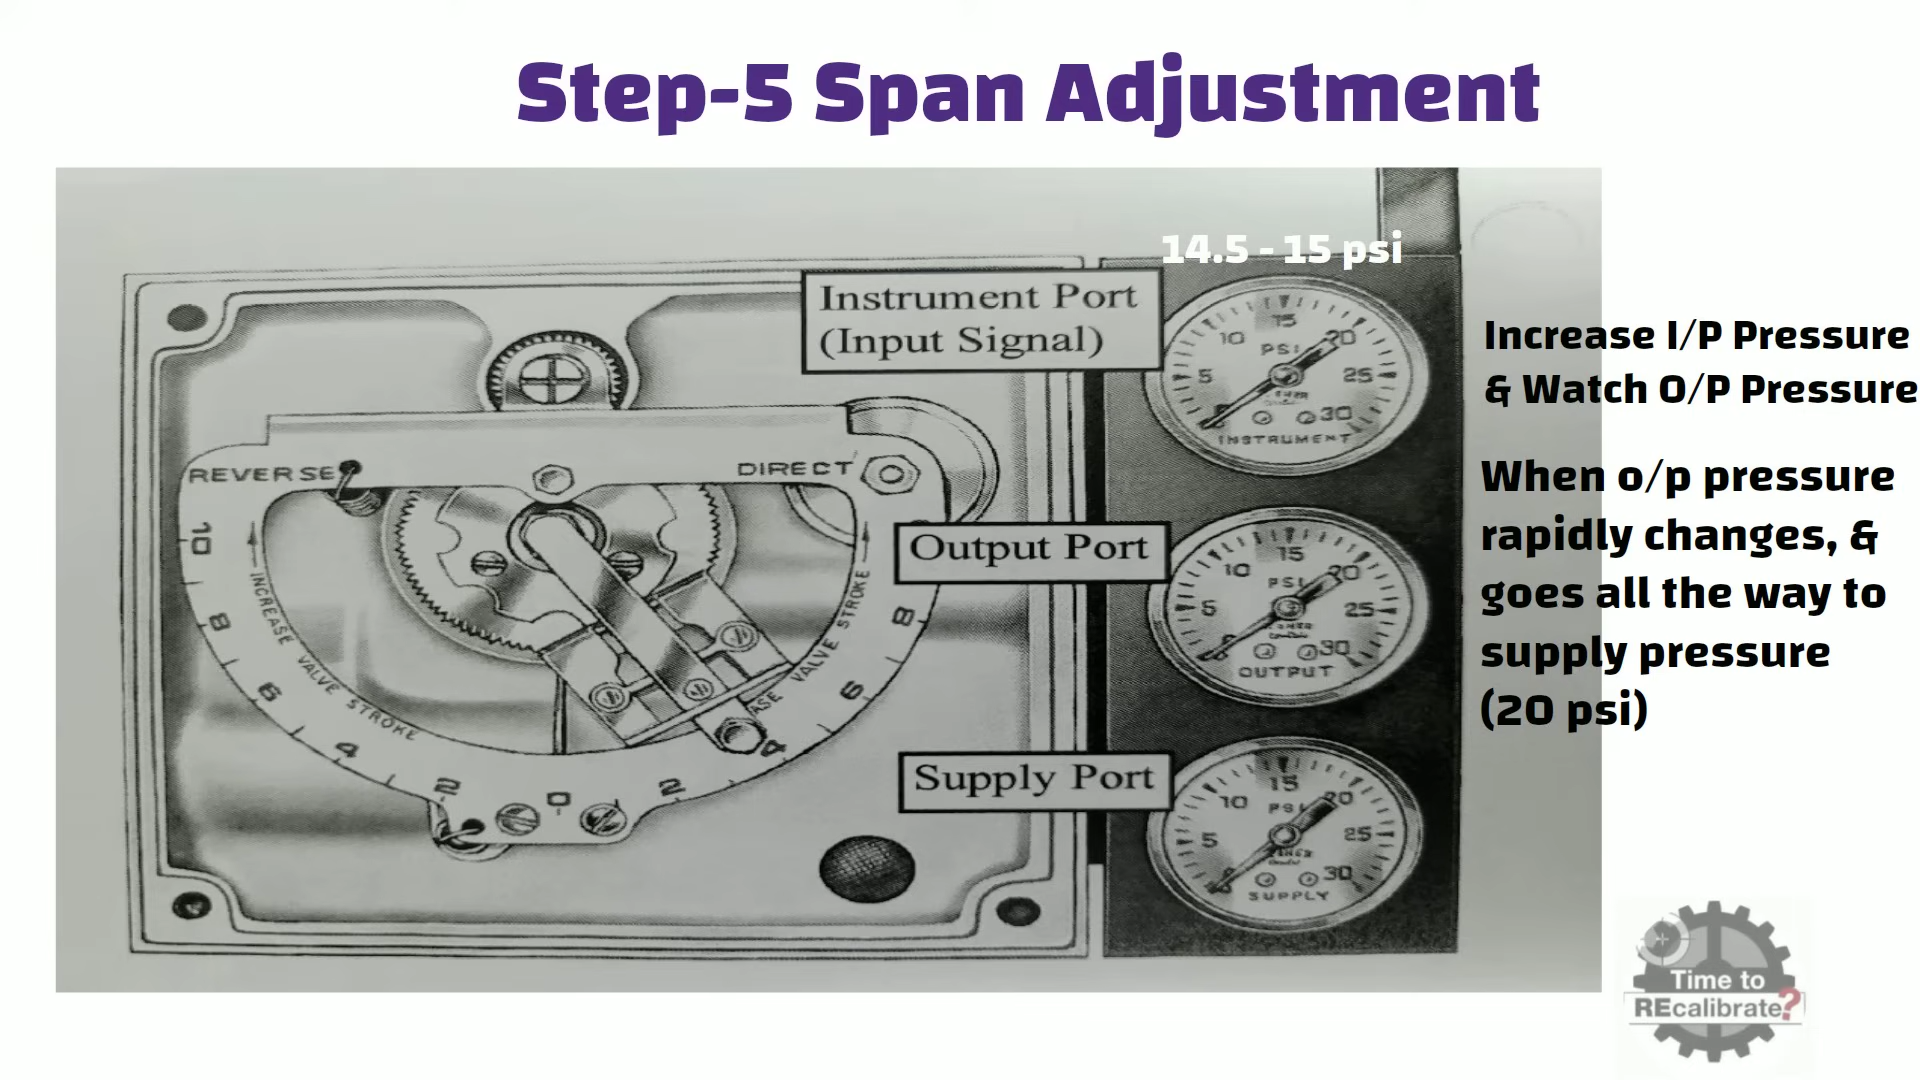 Step-5 Span Adjustment
14.5 - 15 psi
Instrument Port
(Input Signal)
15
10
20
PSI
5
25
30
INSTRUMENT
Increase I/P Pressure
& Watch O/P Pressure
When o/p pressure
rapidly changes, &
goes all the way to
supply pressure
(20 psi)
REVERSE
DIRECT
10
8
6
4
2
0
2
4
6
8
INCREASE VALVE STROKE
ASE VALVE STROKE
Output Port
15
10
20
PSI
5
25
30
OUTPUT
Supply Port
15
10
20
PSI
5
25
30
SUPPLY
Time to
REcalibrate?